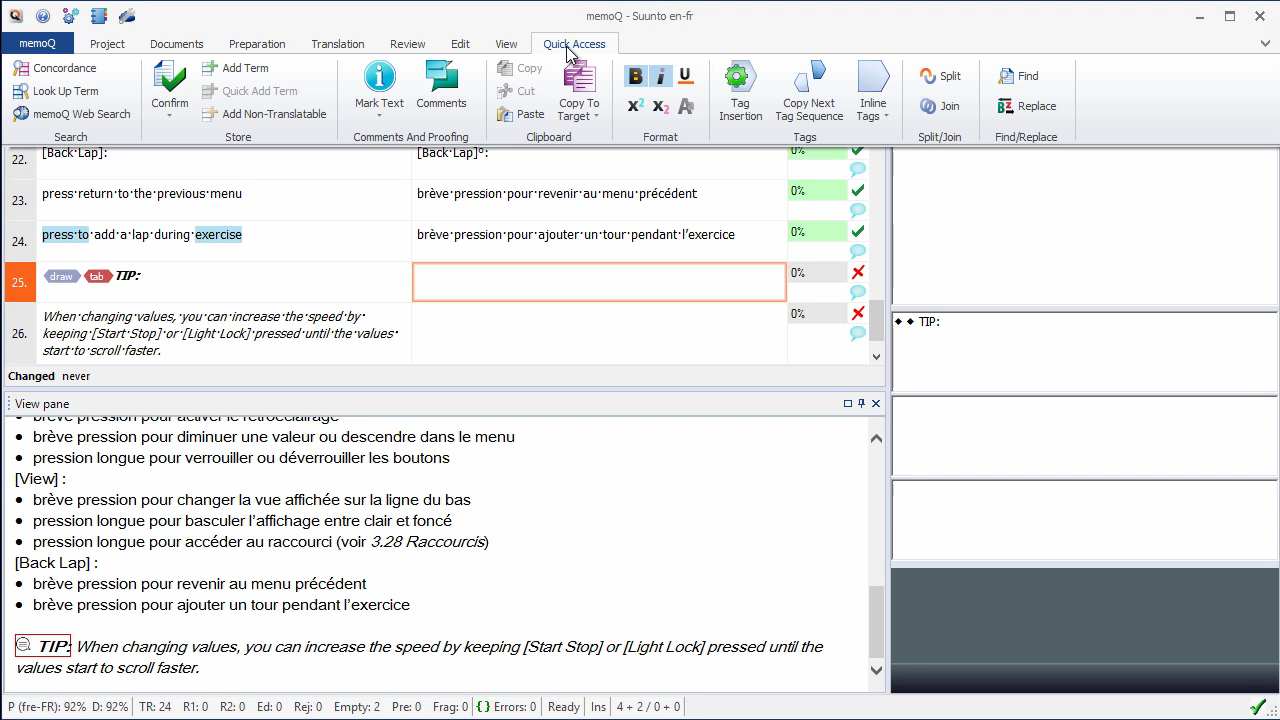 memoQ - Suunto en-fr
memoQ Project Documents Preparation Translation Review Edit View Quick Access
Concordance
Look Up Term
memoQ Web Search
Search
Confirm
Add Term
Quick Add Term
Add Non-Translatable
Store
Mark Text
Comments
Comments And Proofing
Copy
Cut
Paste
Copy To
Target
Clipboard
B i U
x² x₂ A
Format
Tag
Insertion
Copy Next
Tag Sequence
Inline
Tags
Tags
Split
Join
Split/Join
Find
Replace
Find/Replace
22. [Back·Lap]: [Back·Lap]°: 0%
23. press·return·to·the·previous·menu brève·pression·pour·revenir·au·menu·précédent 0%
24. press·to·add·a·lap·during·exercise brève·pression·pour·ajouter·un·tour·pendant·l’exercice 0%
25. draw tab TIP: 0%
26. When·changing·values,·you·can·increase·the·speed·by·
keeping·[Start·Stop]·or·[Light·Lock]·pressed·until·the·values·
start·to·scroll·faster. 0%
Changed never
◆ ◆ TIP:
View pane
• brève pression pour activer le rétroéclairage
• brève pression pour diminuer une valeur ou descendre dans le menu
• pression longue pour verrouiller ou déverrouiller les boutons
[View] :
• brève pression pour changer la vue affichée sur la ligne du bas
• pression longue pour basculer l’affichage entre clair et foncé
• pression longue pour accéder au raccourci (voir 3.28 Raccourcis)
[Back Lap] :
• brève pression pour revenir au menu précédent
• brève pression pour ajouter un tour pendant l’exercice
TIP: When changing values, you can increase the speed by keeping [Start Stop] or [Light Lock] pressed until the
values start to scroll faster.
P (fre-FR): 92% D: 92% TR: 24 R1: 0 R2: 0 Ed: 0 Rej: 0 Empty: 2 Pre: 0 Frag: 0 {} Errors: 0 Ready Ins 4 + 2 / 0 + 0